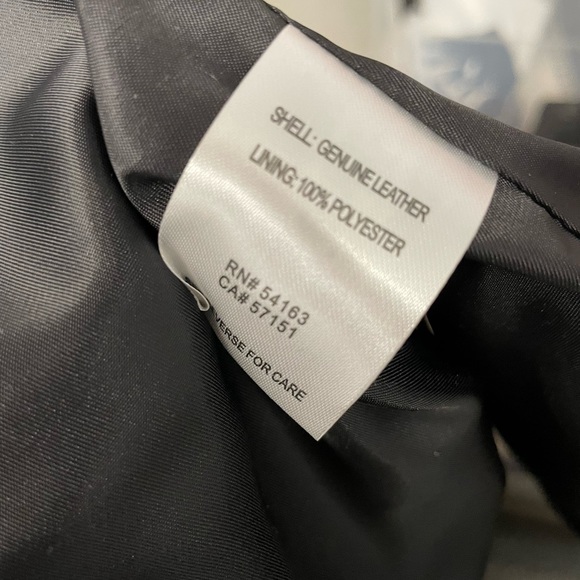 SHELL: GENUINE LEATHER
LINING: 100% POLYESTER
RN# 54163
CA# 57151
VERSE FOR CARE